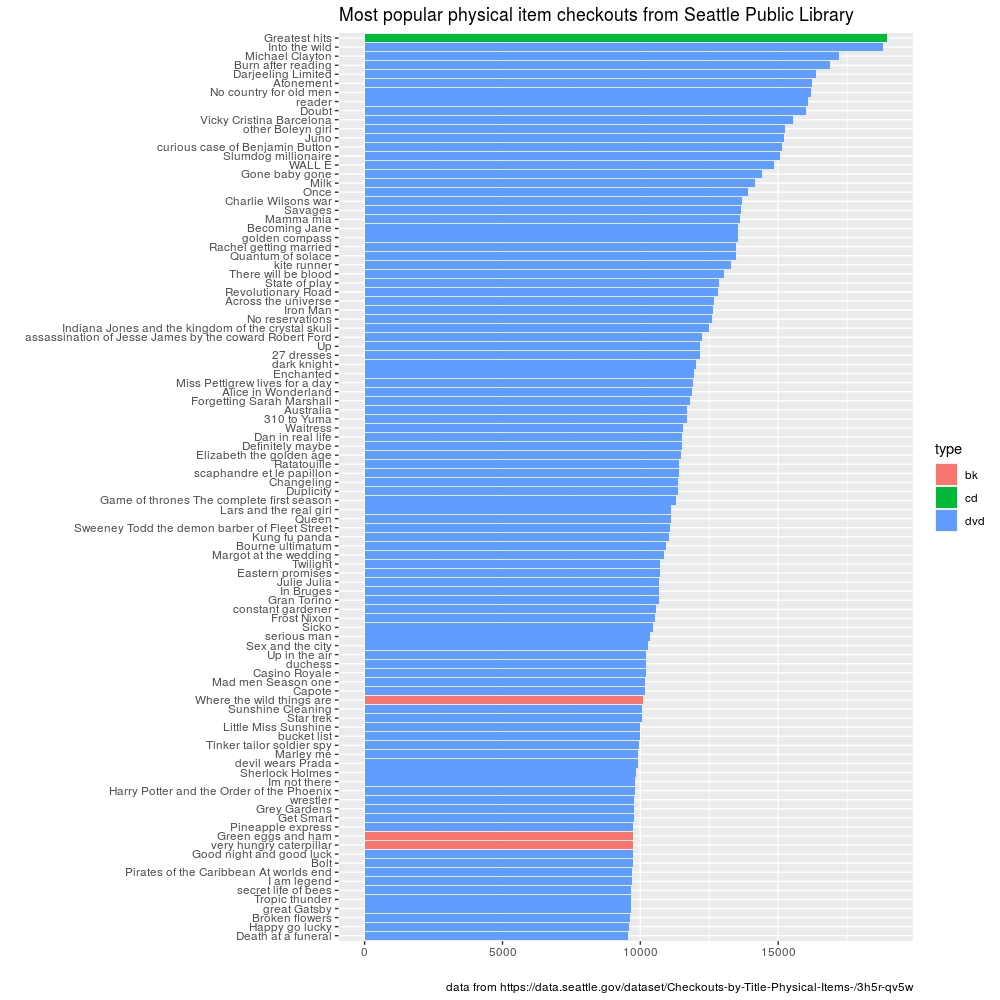 Most popular physical item checkouts from Seattle Public Library
Greatest hits
Into the wild
Michael Clayton
Burn after reading
Darjeeling Limited
Atonement
No country for old men
reader
Doubt
Vicky Cristina Barcelona
other Boleyn girl
Juno
curious case of Benjamin Button
Slumdog millionaire
WALL E
Gone baby gone
Milk
Once
Charlie Wilsons war
Savages
Mamma mia
Becoming Jane
golden compass
Rachel getting married
Quantum of solace
kite runner
There will be blood
State of play
Revolutionary Road
Across the universe
Iron Man
No reservations
Indiana Jones and the kingdom of the crystal skull
assassination of Jesse James by the coward Robert Ford
Up
27 dresses
dark knight
Enchanted
Miss Pettigrew lives for a day
Alice in Wonderland
Forgetting Sarah Marshall
Australia
310 to Yuma
Waitress
Dan in real life
Definitely maybe
Elizabeth the golden age
Ratatouille
scaphandre et le papillon
Changeling
Duplicity
Game of thrones The complete first season
Lars and the real girl
Queen
Sweeney Todd the demon barber of Fleet Street
Kung fu panda
Bourne ultimatum
Margot at the wedding
Twilight
Eastern promises
Julie Julia
In Bruges
Gran Torino
constant gardener
Frost Nixon
Sicko
serious man
Sex and the city
Up in the air
duchess
Casino Royale
Mad men Season one
Capote
Where the wild things are
Sunshine Cleaning
Star trek
Little Miss Sunshine
bucket list
Tinker tailor soldier spy
Marley me
devil wears Prada
Sherlock Holmes
Im not there
Harry Potter and the Order of the Phoenix
wrestler
Grey Gardens
Get Smart
Pineapple express
Green eggs and ham
very hungry caterpillar
Good night and good luck
Bolt
Pirates of the Caribbean At worlds end
I am legend
secret life of bees
Tropic thunder
great Gatsby
Broken flowers
Happy go lucky
Death at a funeral
0 5000 10000 15000
type
bk
cd
dvd
data from https://data.seattle.gov/dataset/Checkouts-by-Title-Physical-Items-/3h5r-qv5w